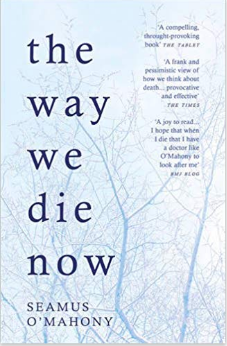 the
way
we
die
now
'A compelling,
throught-provoking
book' THE TABLET
'A frank and
pessimistic view of
how we think about
death... provocative
and effective'
THE TIMES
'A joy to read...
I hope that when
I die that I have
a doctor like
O'Mahony to
look after me'
BMJ BLOG
SEAMUS
O'MAHONY